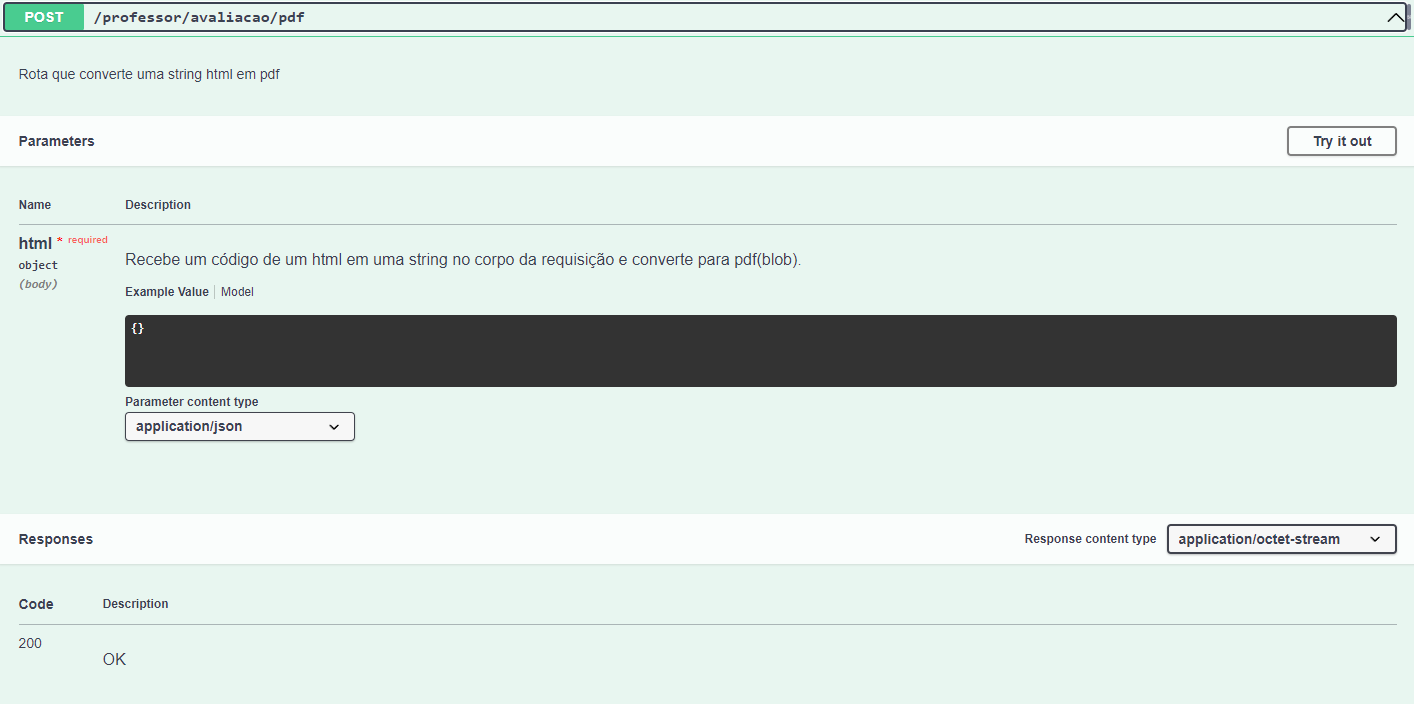 POST /professor/avaliacao/pdf
Rota que converte uma string html em pdf
Parameters Try it out
Name Description
html * required
object
(body)
Recebe um código de um html em uma string no corpo da requisição e converte para pdf(blob).
Example Value Model
{}
Parameter content type
application/json
Responses Response content type application/octet-stream
Code Description
200
OK